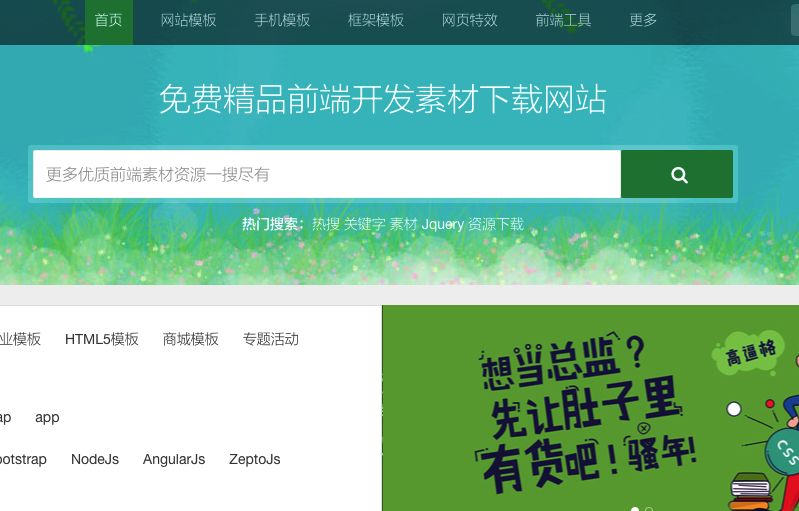 首页 网站模板 手机模板 框架模板 网页特效 前端工具 更多
免费精品前端开发素材下载网站
更多优质前端素材资源一搜尽有
热门搜索：热搜 关键字 素材 Jquery 资源下载
业模板 HTML5模板 商城模板 专题活动
ap app
ootstrap NodeJs AngularJs ZeptoJs
想当总监？
先让肚子里
有货吧！骚年!
高逼格
CSS